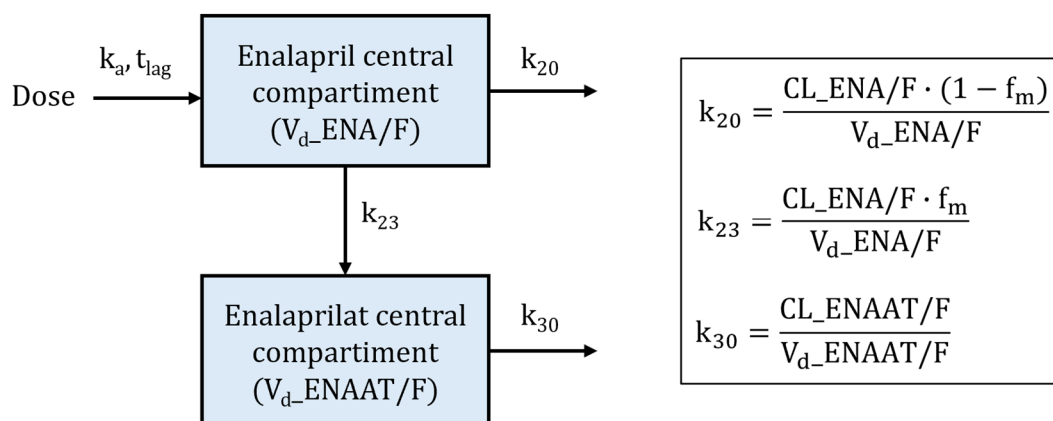 k_a, t_lag
Dose
Enalapril central
compartiment
(V_d_ENA/F)
k_20
k_23
Enalaprilat central
compartiment
(V_d_ENAAT/F)
k_30
k_20 = CL_ENA/F · (1 − f_m) / V_d_ENA/F
k_23 = CL_ENA/F · f_m / V_d_ENA/F
k_30 = CL_ENAAT/F / V_d_ENAAT/F